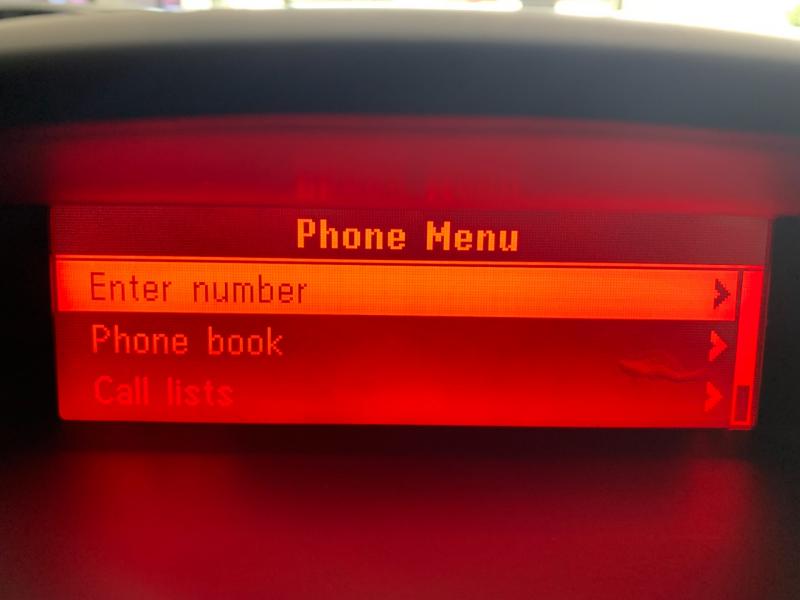 Phone Menu
Enter number
Phone book
Call lists